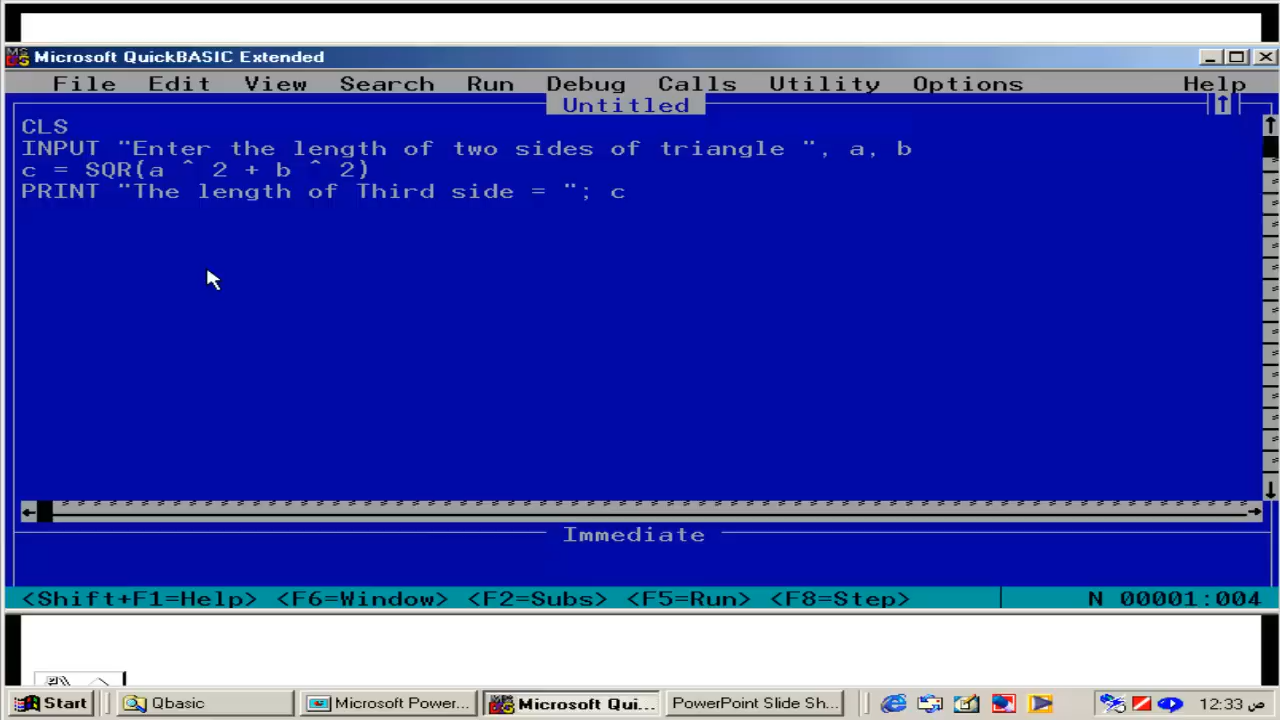 Microsoft QuickBASIC Extended
File Edit View Search Run Debug Calls Utility Options Help
Untitled
CLS
INPUT "Enter the length of two sides of triangle ", a, b
c = SQR(a ^ 2 + b ^ 2)
PRINT "The length of Third side = "; c
Immediate
<Shift+F1=Help> <F6=Window> <F2=Subs> <F5=Run> <F8=Step> N 00001:004
Start Qbasic Microsoft Power... Microsoft Qui... PowerPoint Slide Sh... 12:33 ص